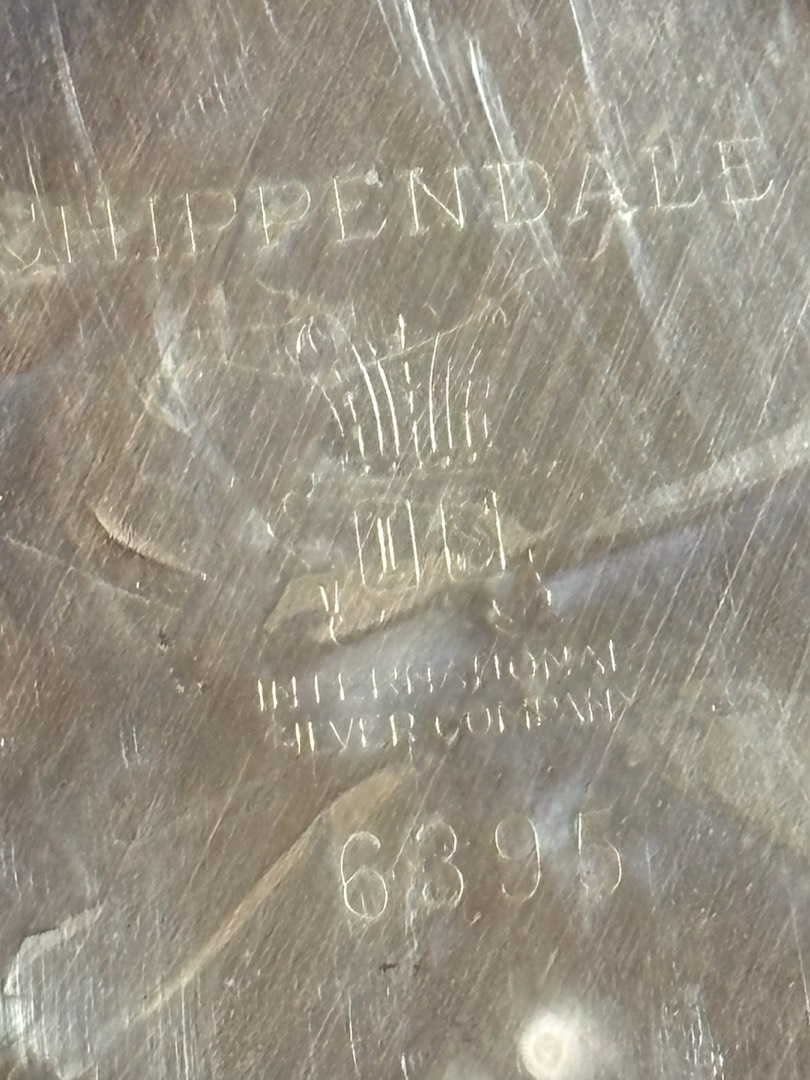 CHIPPENDALE
INTERNATIONAL
SILVER COMPANY
6395